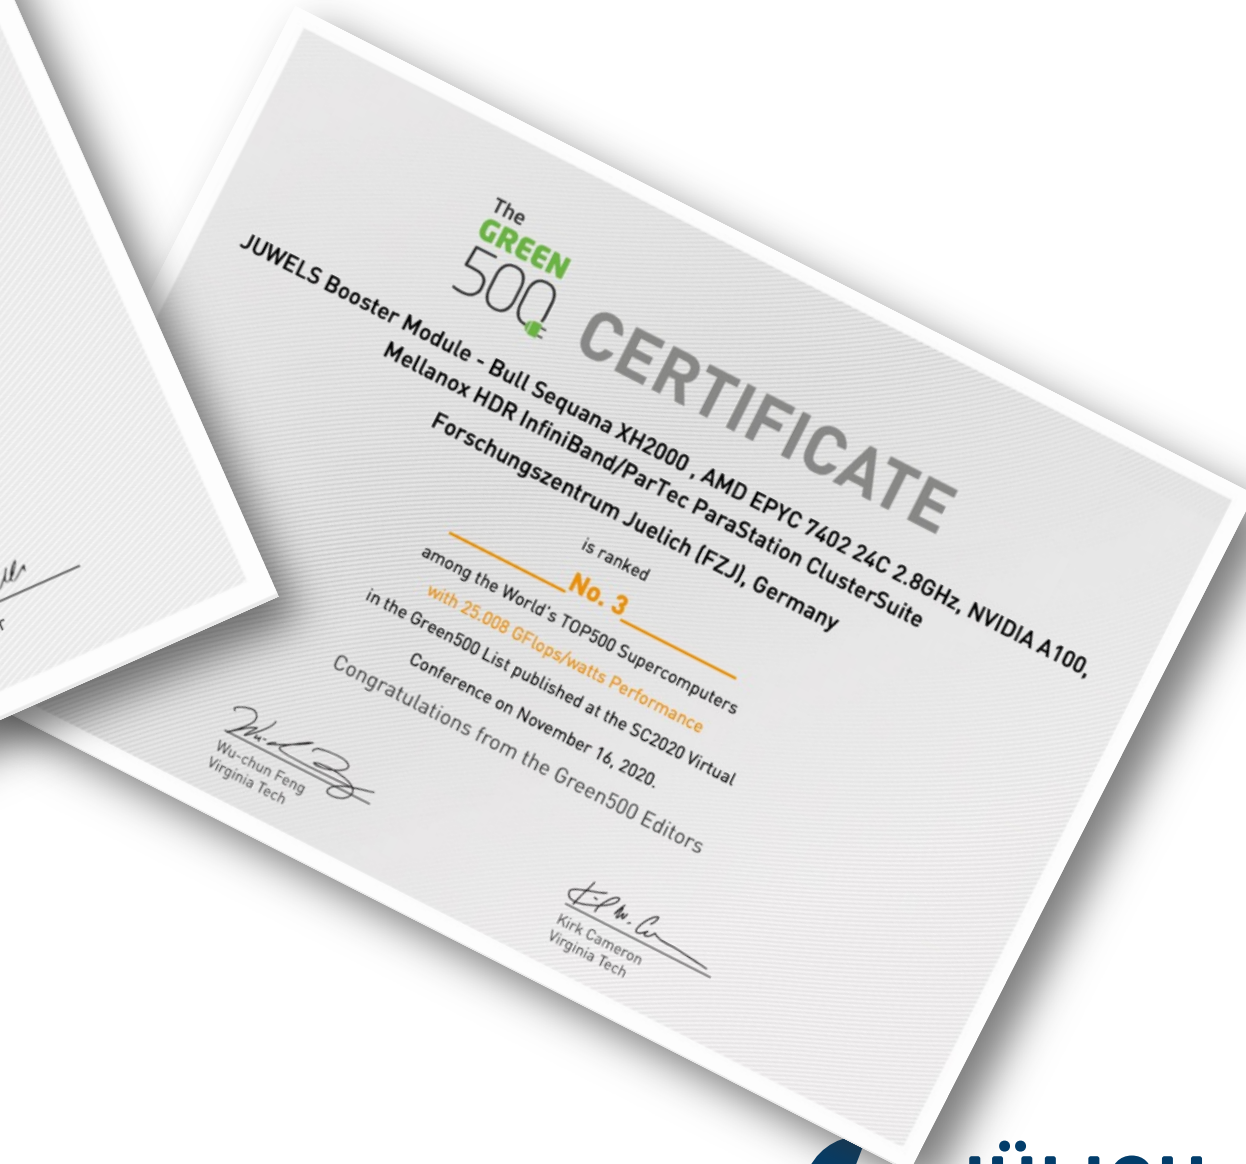 The
GREEN
500
CERTIFICATE
JUWELS Booster Module - Bull Sequana XH2000 , AMD EPYC 7402 24C 2.8GHz, NVIDIA A100,
Mellanox HDR InfiniBand/ParTec ParaStation ClusterSuite
Forschungszentrum Juelich (FZJ), Germany
is ranked
No. 3
among the World's TOP500 Supercomputers
with 25.008 GFlops/watts Performance
in the Green500 List published at the SC2020 Virtual
Conference on November 16, 2020.
Congratulations from the Green500 Editors
Wu-chun Feng
Virginia Tech
Kirk Cameron
Virginia Tech